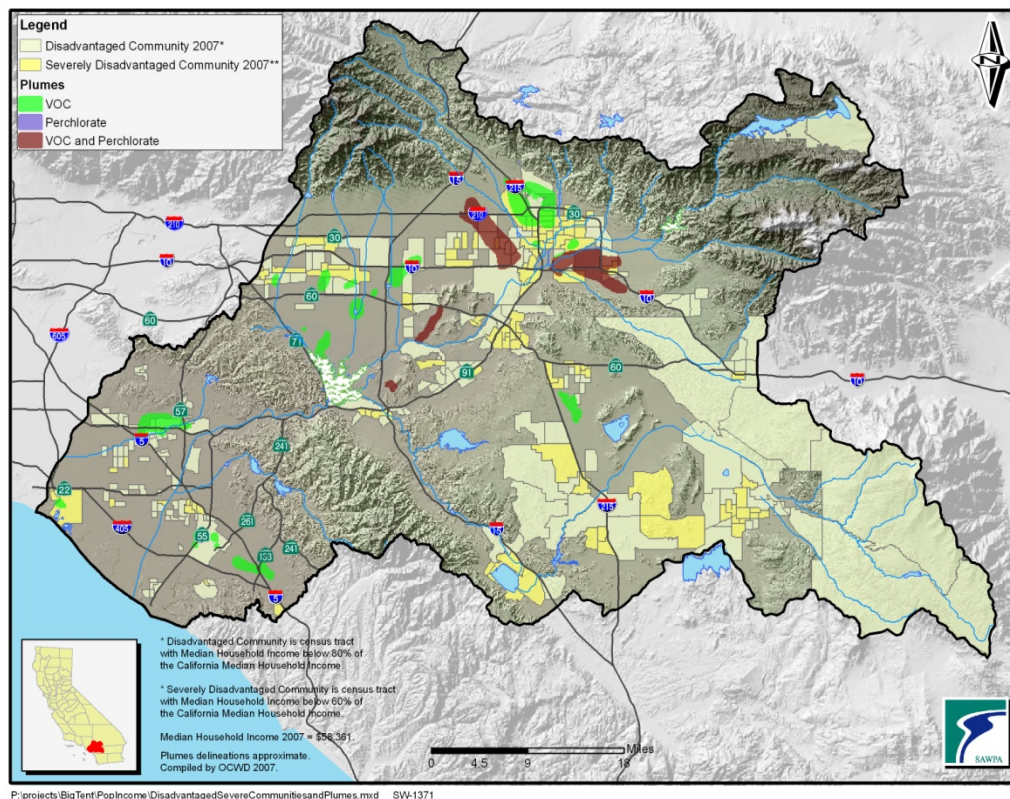 Legend
Disadvantaged Community 2007*
Severely Disadvantaged Community 2007**
Plumes
VOC
Perchlorate
VOC and Perchlorate
N
15
215
210
210
30
30
10
10
60
10
60
605
71
91
60
10
57
5
241
22
405
261
55
241
133
5
215
15
* Disadvantaged Community is census tract
with Median Household Income below 80% of
the California Median Household Income
* Severely Disadvantaged Community is census tract
with Median Household Income below 60% of
the California Median Household Income.
Median Household Income 2007 = $58,361.
Plumes delineations approximate.
Compiled by OCWD 2007.
Miles
0 4.5 9 18
SAWPA
P:\projects\BigTent\PopIncome\DisadvantagedSevereCommunitiesandPlumes.mxd SW-1371